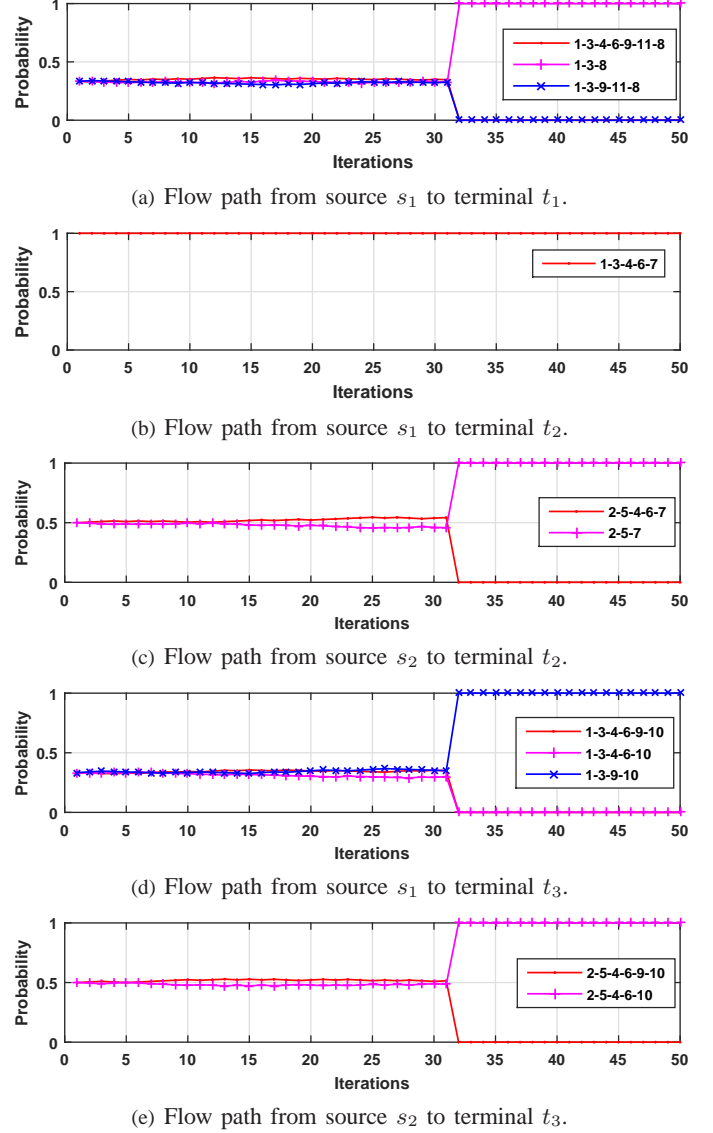 1
0.5
0
Probability
1-3-4-6-9-11-8
1-3-8
1-3-9-11-8
0 5 10 15 20 25 30 35 40 45 50
Iterations
(a) Flow path from source s1 to terminal t1.
1
0.5
0
Probability
1-3-4-6-7
0 5 10 15 20 25 30 35 40 45 50
Iterations
(b) Flow path from source s1 to terminal t2.
1
0.5
0
Probability
2-5-4-6-7
2-5-7
0 5 10 15 20 25 30 35 40 45 50
Iterations
(c) Flow path from source s2 to terminal t2.
1
0.5
0
Probability
1-3-4-6-9-10
1-3-4-6-10
1-3-9-10
0 5 10 15 20 25 30 35 40 45 50
Iterations
(d) Flow path from source s1 to terminal t3.
1
0.5
0
Probability
2-5-4-6-9-10
2-5-4-6-10
0 5 10 15 20 25 30 35 40 45 50
Iterations
(e) Flow path from source s2 to terminal t3.